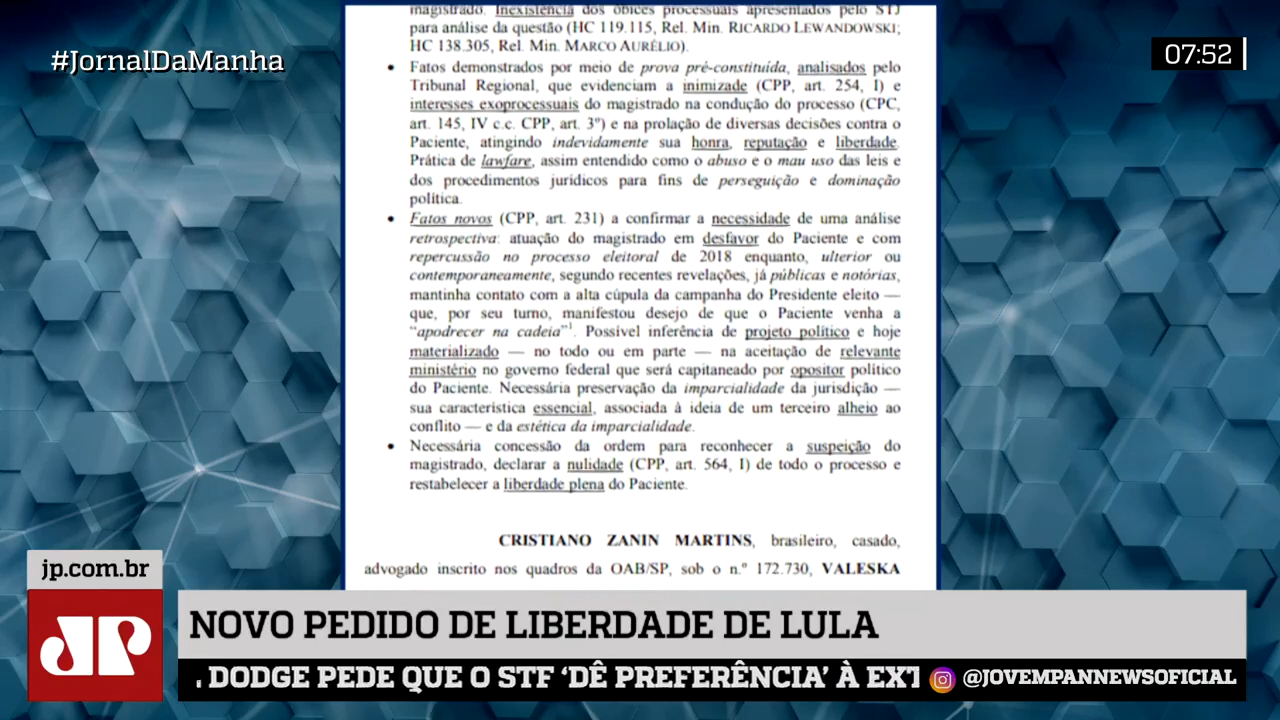 #JornalDaManha
07:52
magistrado. Inexistência dos óbices processuais apresentados pelo STJ
para análise da questão (HC 119.115, Rel. Min. RICARDO LEWANDOWSKI;
HC 138.305, Rel. Min. MARCO AURÉLIO).
• Fatos demonstrados por meio de prova pré-constituída, analisados pelo
Tribunal Regional, que evidenciam a inimizade (CPP, art. 254, I) e
interesses exoprocessuais do magistrado na condução do processo (CPC,
art. 145, IV c.c. CPP, art. 3º) e na prolação de diversas decisões contra o
Paciente, atingindo indevidamente sua honra, reputação e liberdade.
Prática de lawfare, assim entendido como o abuso e o mau uso das leis e
dos procedimentos jurídicos para fins de perseguição e dominação
política.
• Fatos novos (CPP, art. 231) a confirmar a necessidade de uma análise
retrospectiva: atuação do magistrado em desfavor do Paciente e com
repercussão no processo eleitoral de 2018 enquanto, ulterior ou
contemporaneamente, segundo recentes revelações, já públicas e notórias,
mantinha contato com a alta cúpula da campanha do Presidente eleito —
que, por seu turno, manifestou desejo de que o Paciente venha a
“apodrecer na cadeia”1. Possível inferência de projeto político e hoje
materializado — no todo ou em parte — na aceitação de relevante
ministério no governo federal que será capitaneado por opositor político
do Paciente. Necessária preservação da imparcialidade da jurisdição —
sua característica essencial, associada à ideia de um terceiro alheio ao
conflito — e da estética da imparcialidade.
• Necessária concessão da ordem para reconhecer a suspeição do
magistrado, declarar a nulidade (CPP, art. 564, I) de todo o processo e
restabelecer a liberdade plena do Paciente.
CRISTIANO ZANIN MARTINS, brasileiro, casado,
advogado inscrito nos quadros da OAB/SP, sob o n.º 172.730, VALESKA
jp.com.br
JP
NOVO PEDIDO DE LIBERDADE DE LULA
. DODGE PEDE QUE O STF ‘DÊ PREFERÊNCIA’ À EXT
@JOVEMPANNEWSOFICIAL